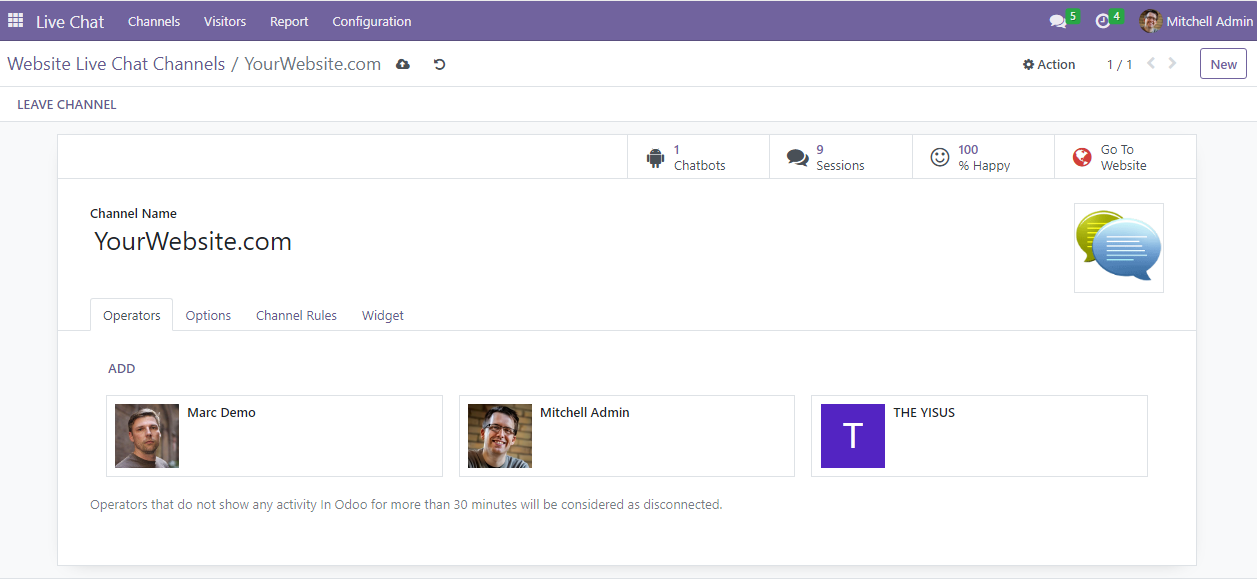 Live Chat Channels Visitors Report Configuration 5 4 Mitchell Admin
Website Live Chat Channels / YourWebsite.com Action 1 / 1 New
LEAVE CHANNEL
1 9 100 Go To
Chatbots Sessions % Happy Website
Channel Name
YourWebsite.com
Operators Options Channel Rules Widget
ADD
Marc Demo Mitchell Admin THE YISUS
T
Operators that do not show any activity In Odoo for more than 30 minutes will be considered as disconnected.